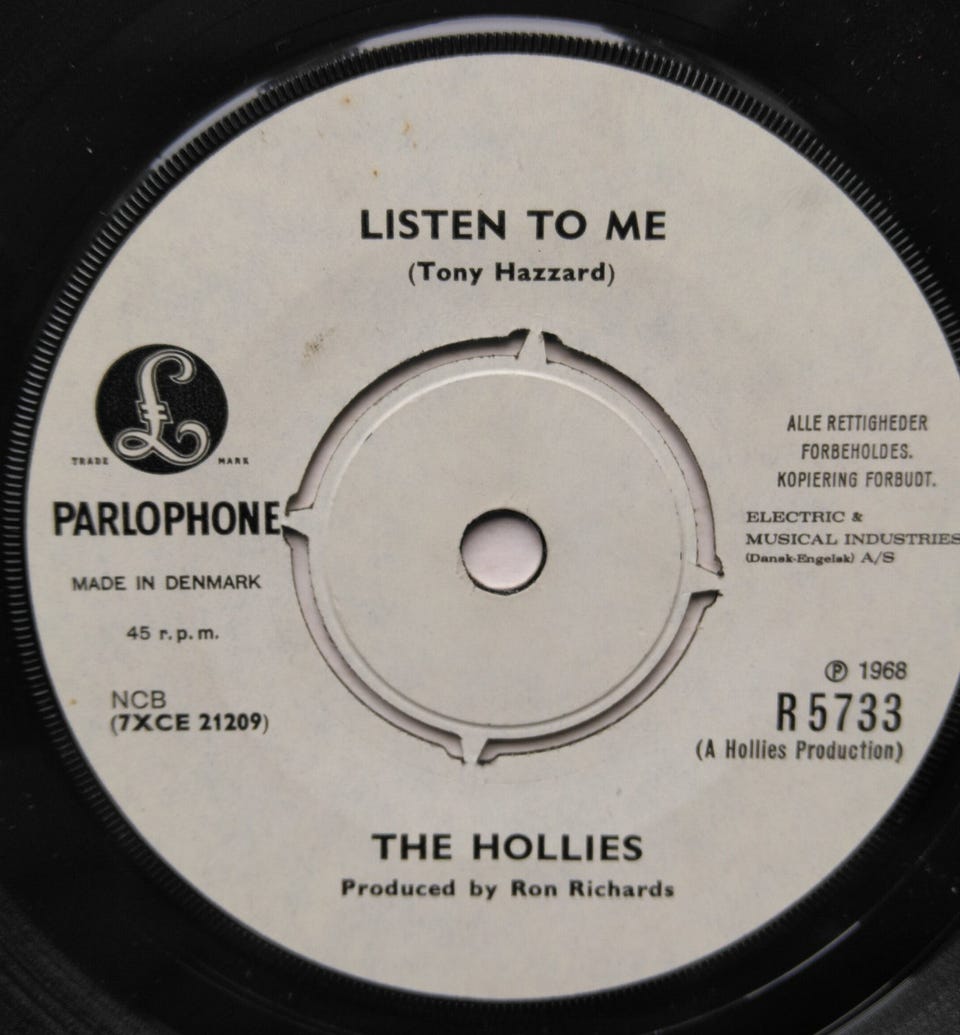 LISTEN TO ME
(Tony Hazzard)
£
TRADE MARK
PARLOPHONE
MADE IN DENMARK
45 r.p.m.
NCB
(7XCE 21209)
ALLE RETTIGHEDER
FORBEHOLDES.
KOPIERING FORBUDT.
ELECTRIC &
MUSICAL INDUSTRIES
(Dansk-Engelsk) A/S
Ⓟ 1968
R 5733
(A Hollies Production)
THE HOLLIES
Produced by Ron Richards